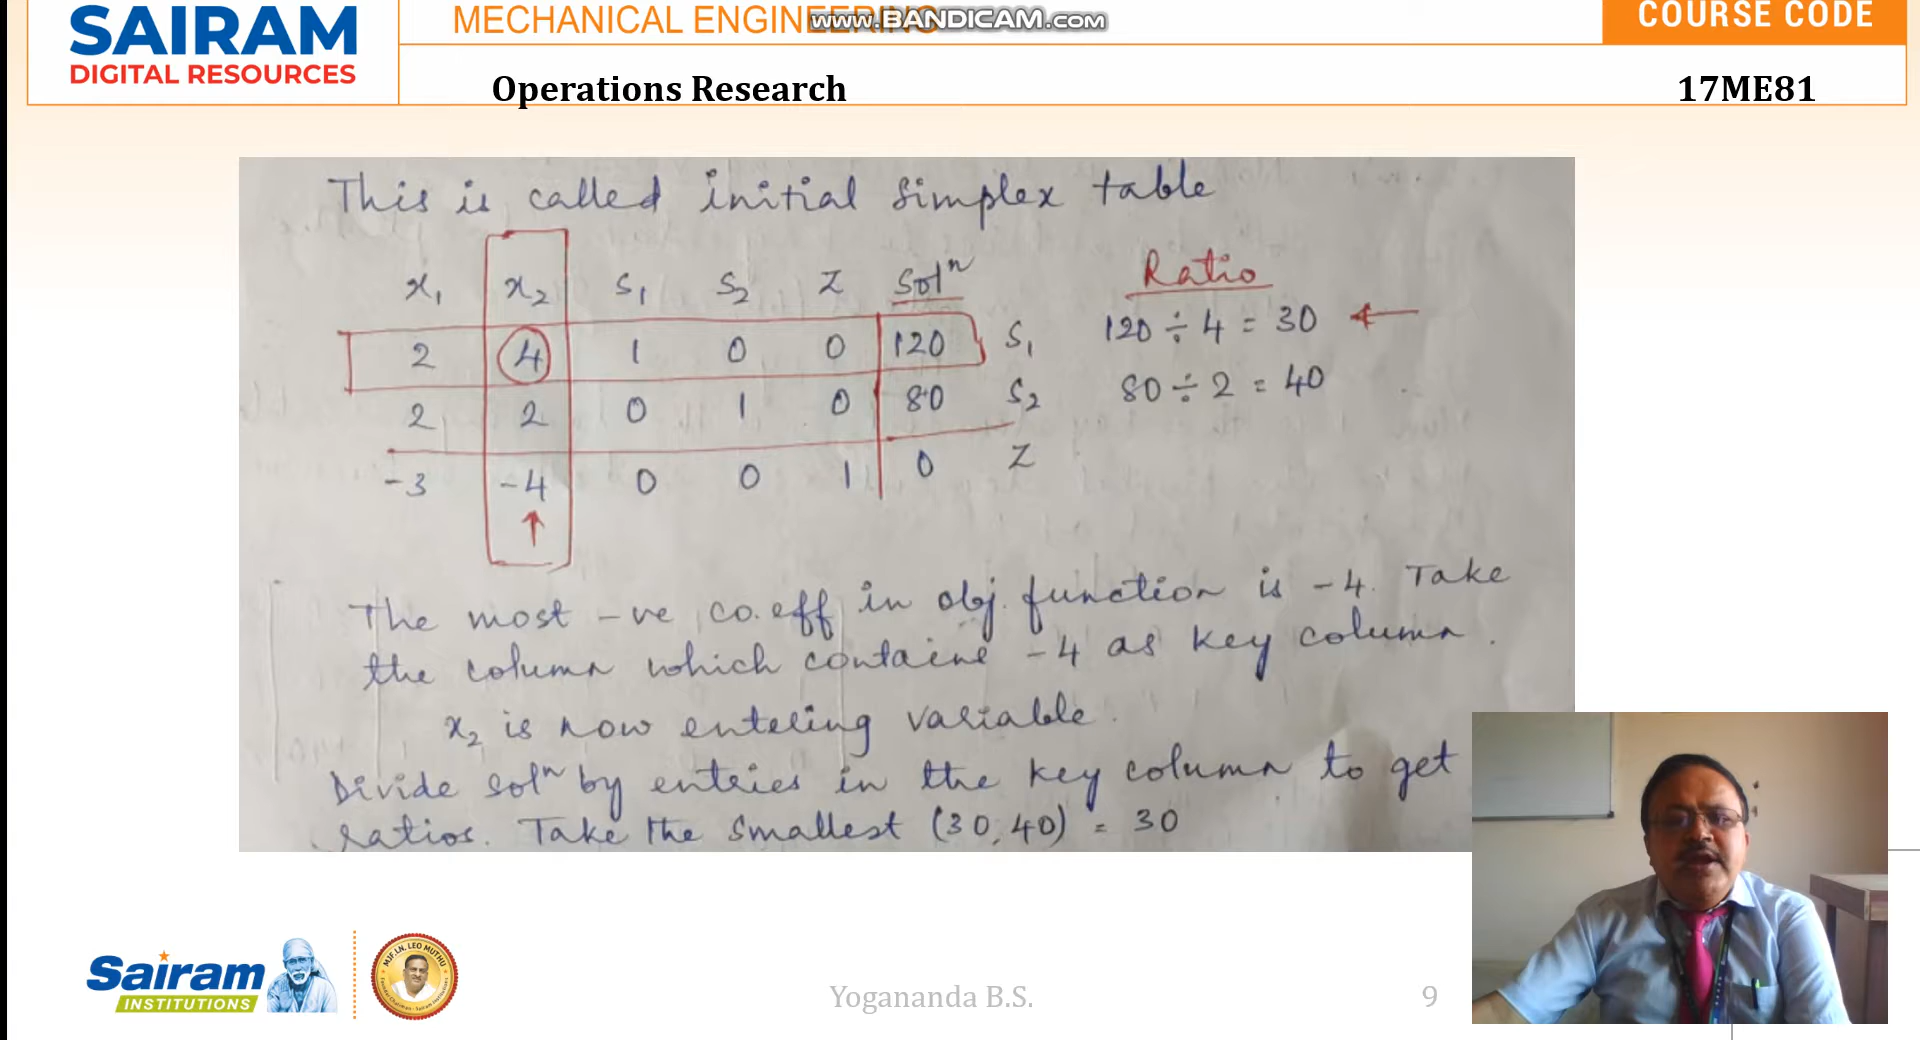 SAIRAM
DIGITAL RESOURCES
MECHANICAL ENGINEERING
www.BANDICAM.com
COURSE CODE
Operations Research
17ME81
This is called initial simplex table
x₁ x₂ S₁ S₂ Z Solⁿ
Ratio
2 4 1 0 0 120 S₁ 120 ÷ 4 = 30 ←
2 2 0 1 0 80 S₂ 80 ÷ 2 = 40
-3 -4 0 0 1 0 Z
↑
The most -ve co.eff in obj. function is -4. Take
the column which containe -4 as key column.
x₂ is now entering variable.
Divide solⁿ by entries in the key column to get
ratios. Take the smallest (30,40) = 30
Sairam
INSTITUTIONS
MJF.LN. LEO MUTHU
Yogananda B.S.
9